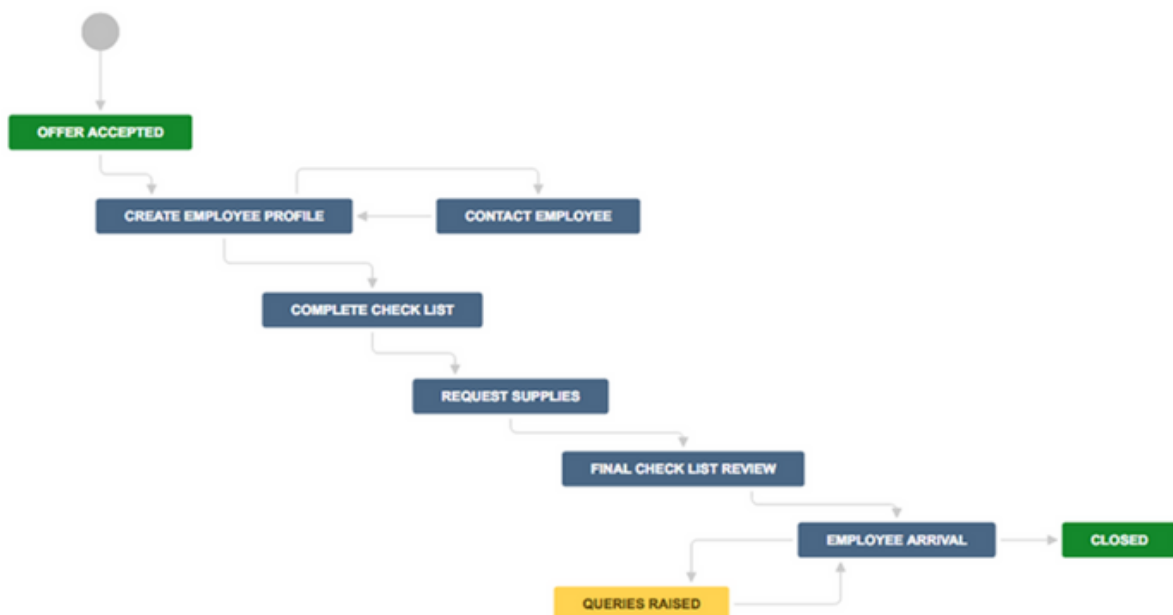 OFFER ACCEPTED
CREATE EMPLOYEE PROFILE
CONTACT EMPLOYEE
COMPLETE CHECK LIST
REQUEST SUPPLIES
FINAL CHECK LIST REVIEW
EMPLOYEE ARRIVAL
CLOSED
QUERIES RAISED